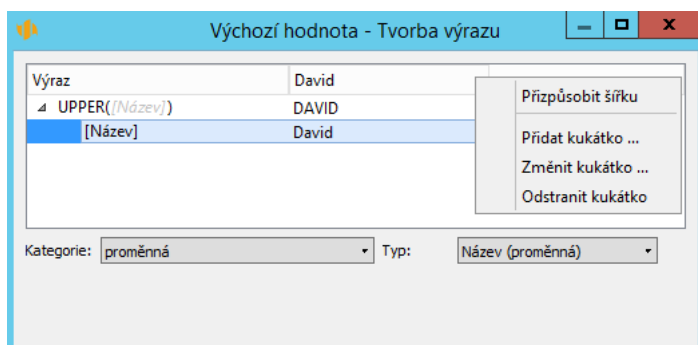 Výchozí hodnota - Tvorba výrazu
Výraz David
UPPER([Název]) DAVID
[Název] David
Přizpůsobit šířku
Přidat kukátko ...
Změnit kukátko ...
Odstranit kukátko
Kategorie: proměnná Typ: Název (proměnná)